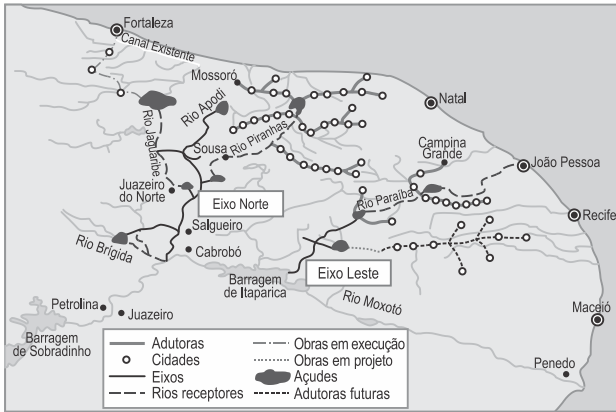 Fortaleza
Canal Existente
Mossoró
Rio Apodi
Natal
Rio Jaguaribe
Sousa
Rio Piranhas
Campina
Grande
João Pessoa
Juazeiro
do Norte
Eixo Norte
Rio Paraíba
Recife
Salgueiro
Rio Brígida
Cabrobó
Eixo Leste
Barragem
de Itaparica
Rio Moxotó
Petrolina
Juazeiro
Maceió
Barragem
de Sobradinho
Penedo
Adutoras
Cidades
Eixos
Rios receptores
Obras em execução
Obras em projeto
Açudes
Adutoras futuras